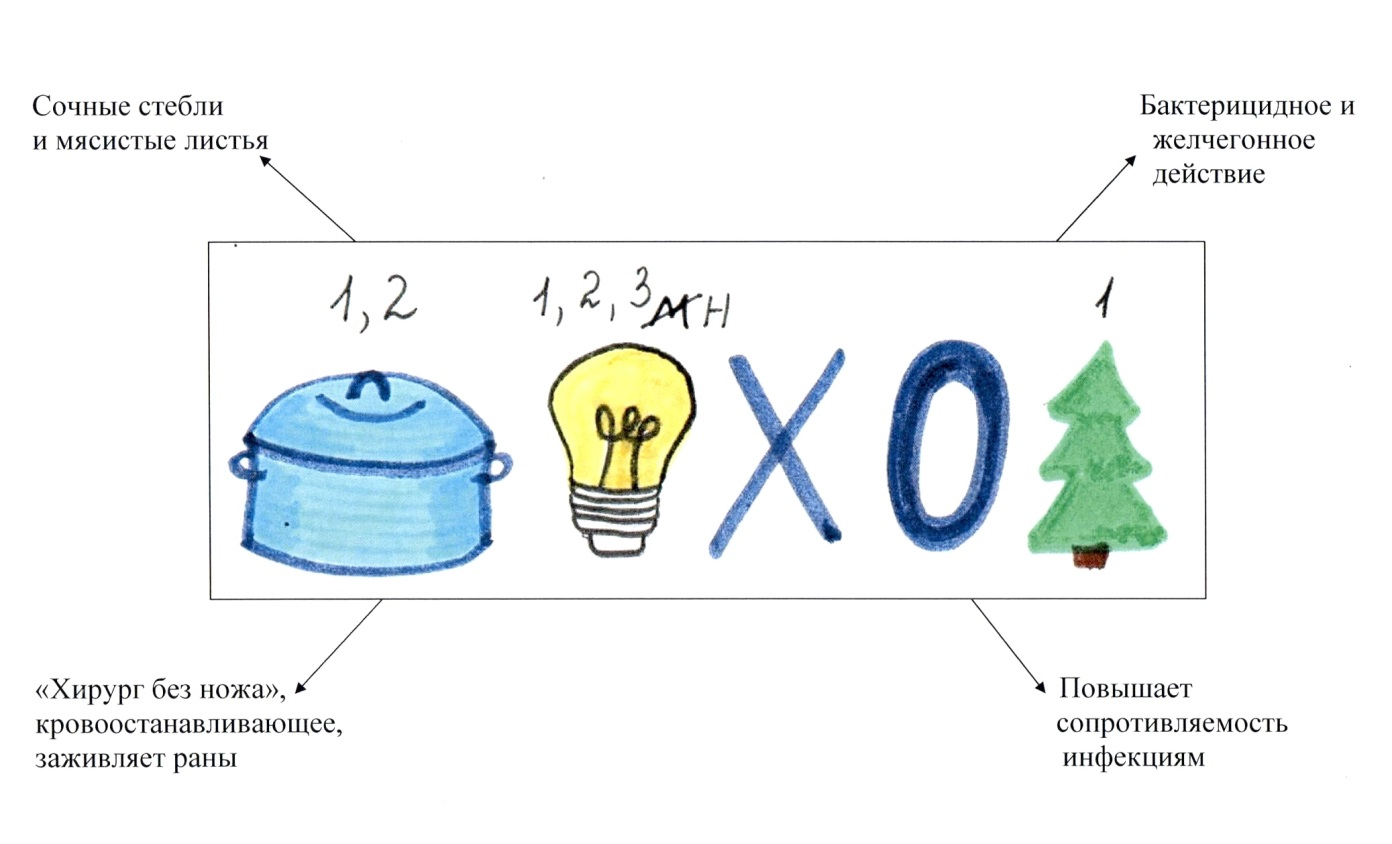 Сочные стебли
и мясистые листья
Бактерицидное и
желчегонное
действие
1, 2
1, 2, 3 н
1
Х О
«Хирург без ножа»,
кровоостанавливающее,
заживляет раны
Повышает
сопротивляемость
инфекциям